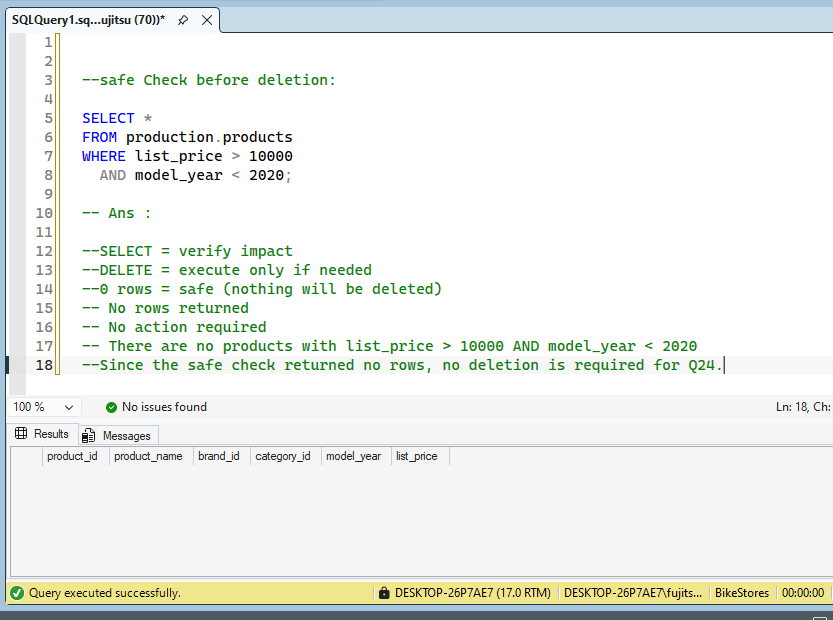 SQLQuery1.sq...ujitsu (70))*
1
2
3 --safe Check before deletion:
4
5 SELECT *
6 FROM production.products
7 WHERE list_price > 10000
8 AND model_year < 2020;
9
10 -- Ans :
11
12 --SELECT = verify impact
13 --DELETE = execute only if needed
14 --0 rows = safe (nothing will be deleted)
15 -- No rows returned
16 -- No action required
17 -- There are no products with list_price > 10000 AND model_year < 2020
18 --Since the safe check returned no rows, no deletion is required for Q24.
100 % No issues found Ln: 18, Ch:
Results Messages
product_id product_name brand_id category_id model_year list_price
Query executed successfully. DESKTOP-26P7AE7 (17.0 RTM) DESKTOP-26P7AE7\fujits... BikeStores 00:00:00